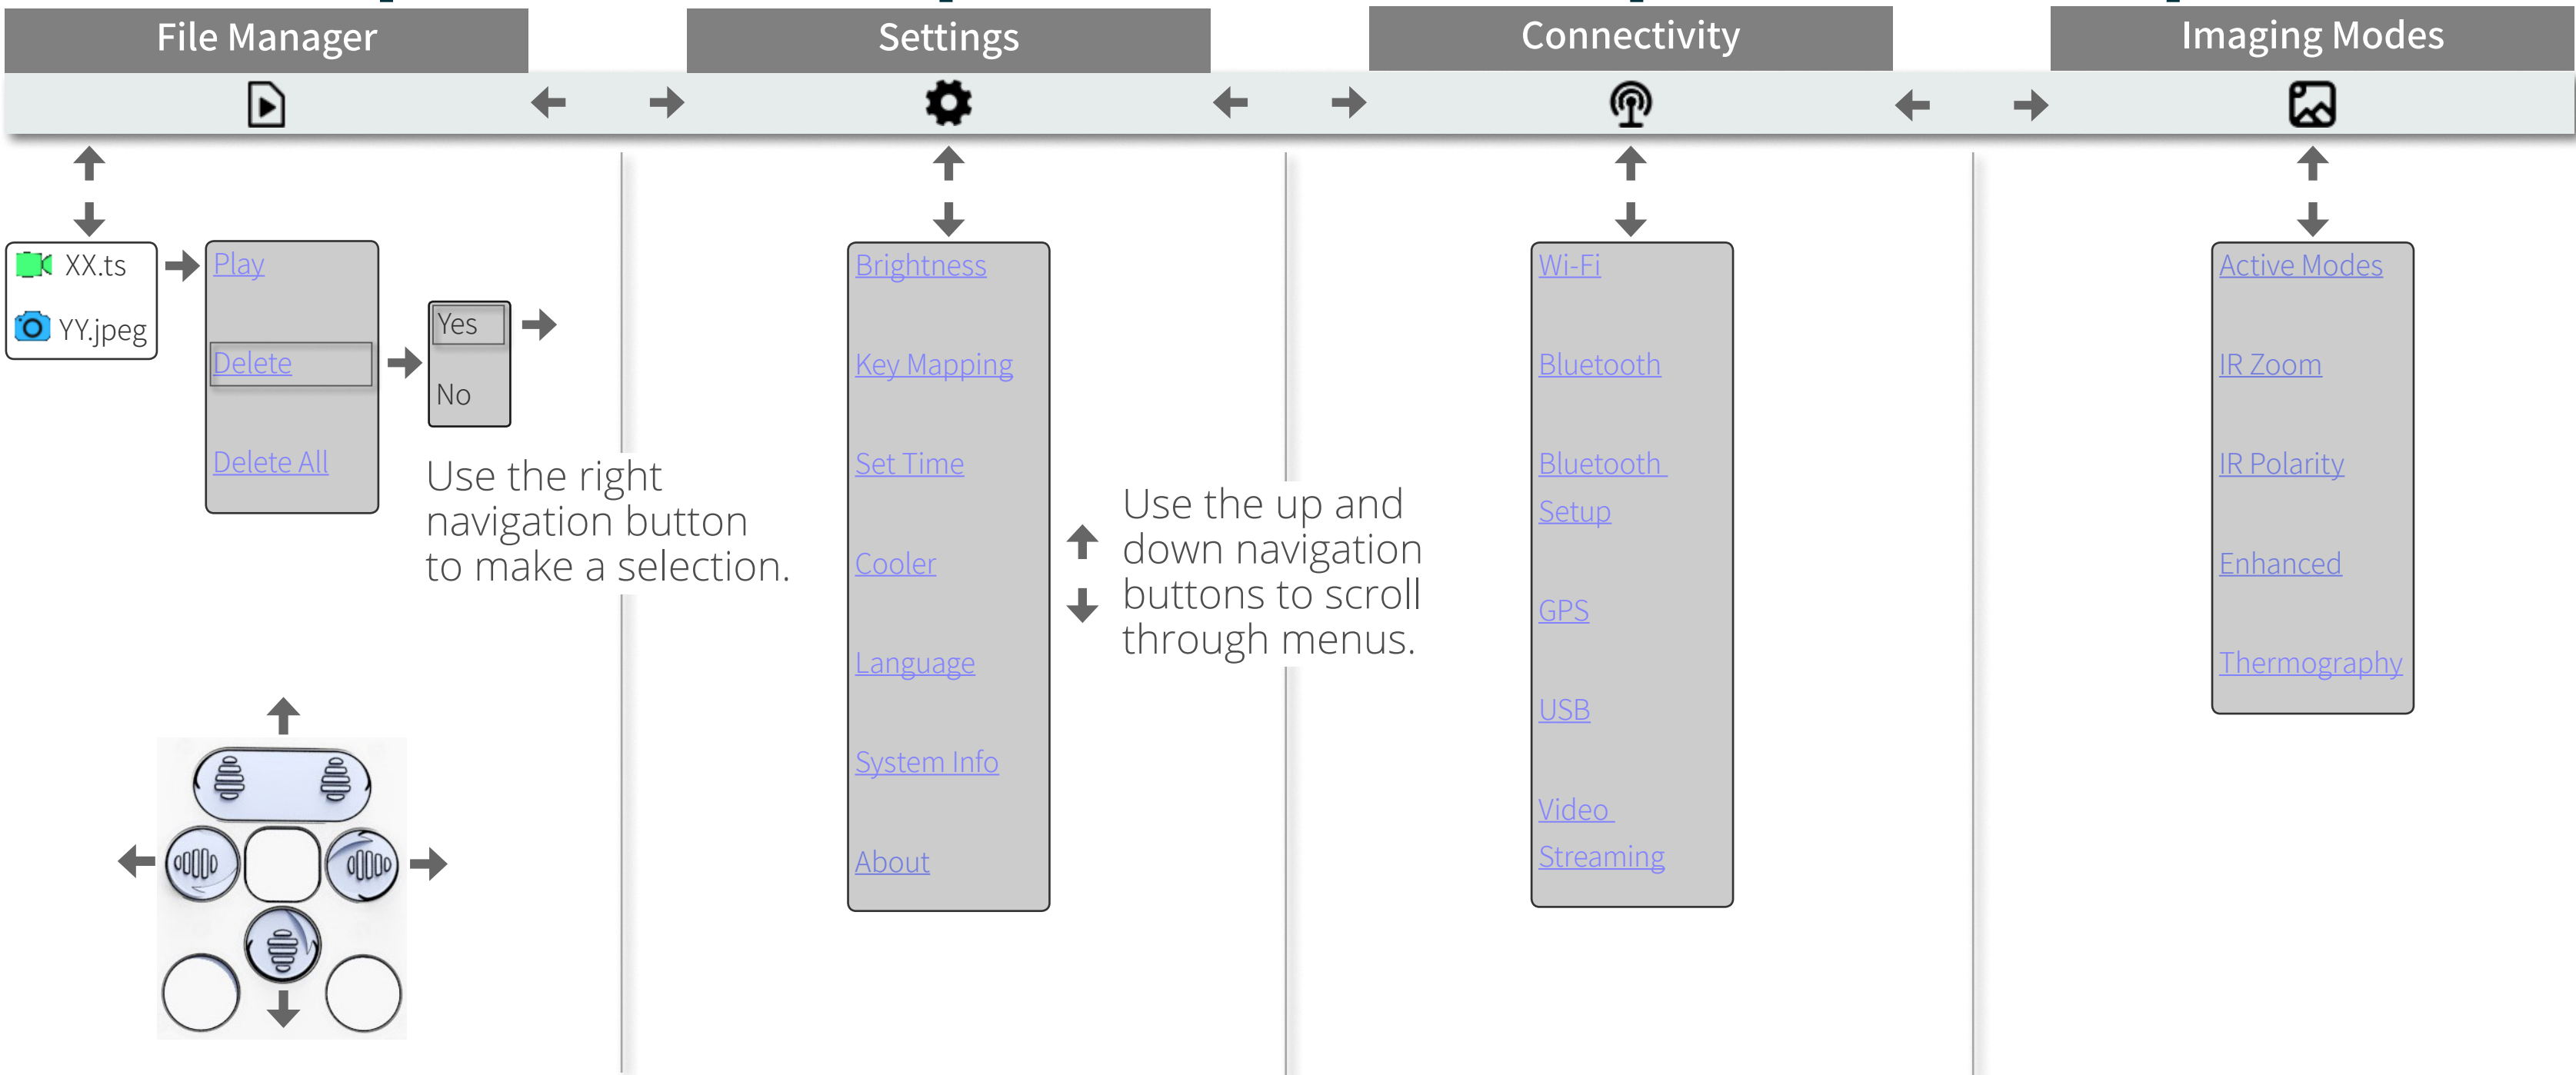 File Manager
Settings
Connectivity
Imaging Modes
XX.ts
YY.jpeg
Play
Delete
Delete All
Yes
No
Use the right
navigation button
to make a selection.
Brightness
Key Mapping
Set Time
Cooler
Language
System Info
About
Use the up and
down navigation
buttons to scroll
through menus.
Wi-Fi
Bluetooth
Bluetooth
Setup
GPS
USB
Video
Streaming
Active Modes
IR Zoom
IR Polarity
Enhanced
Thermography